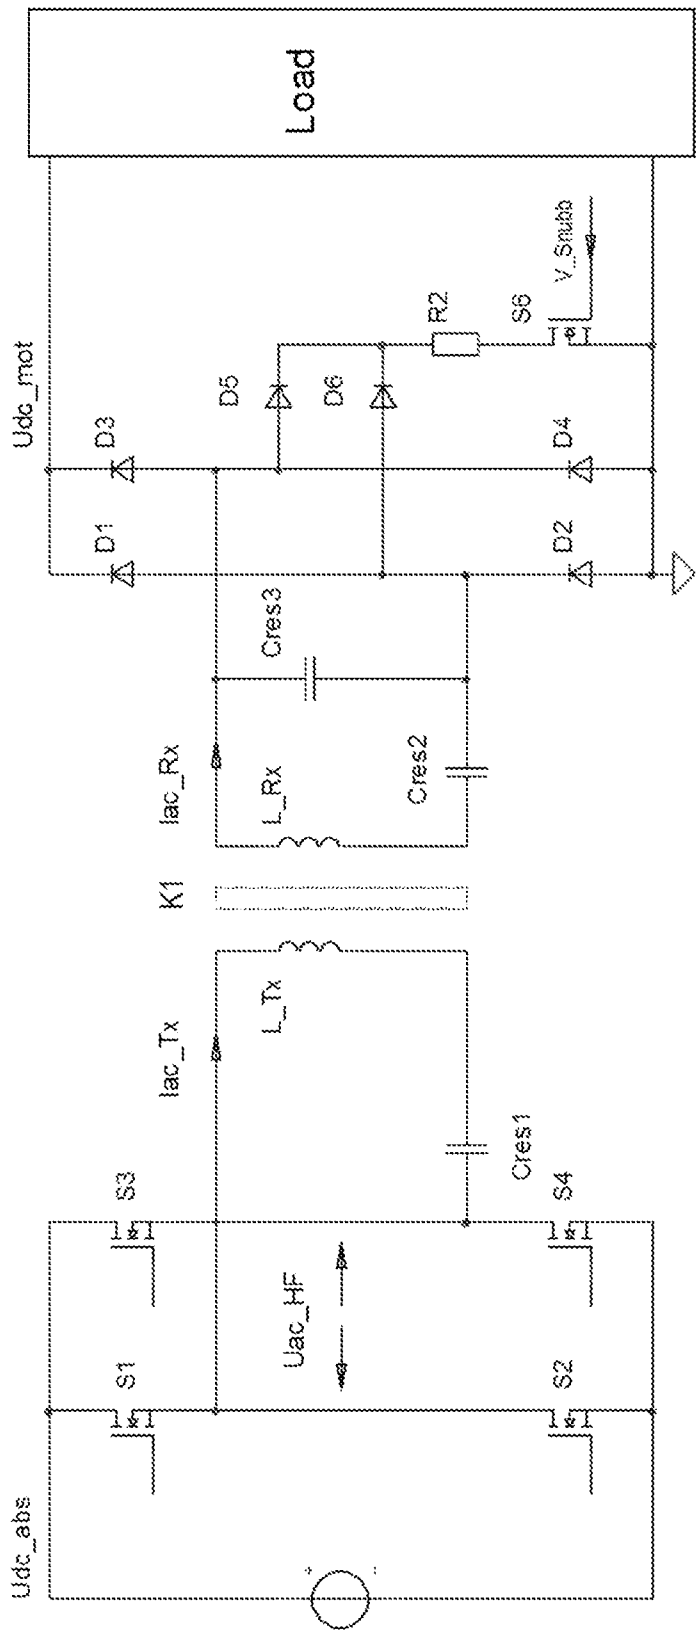 Udc_abs
+
-
S1
S2
Uac_HF
S3
S4
Iac_Tx
L_Tx
Cres1
K1
Iac_Rx
L_Rx
Cres2
Cres3
Udc_mot
D1
D2
D3
D4
D5
D6
R2
S6
V_Snubb
Load